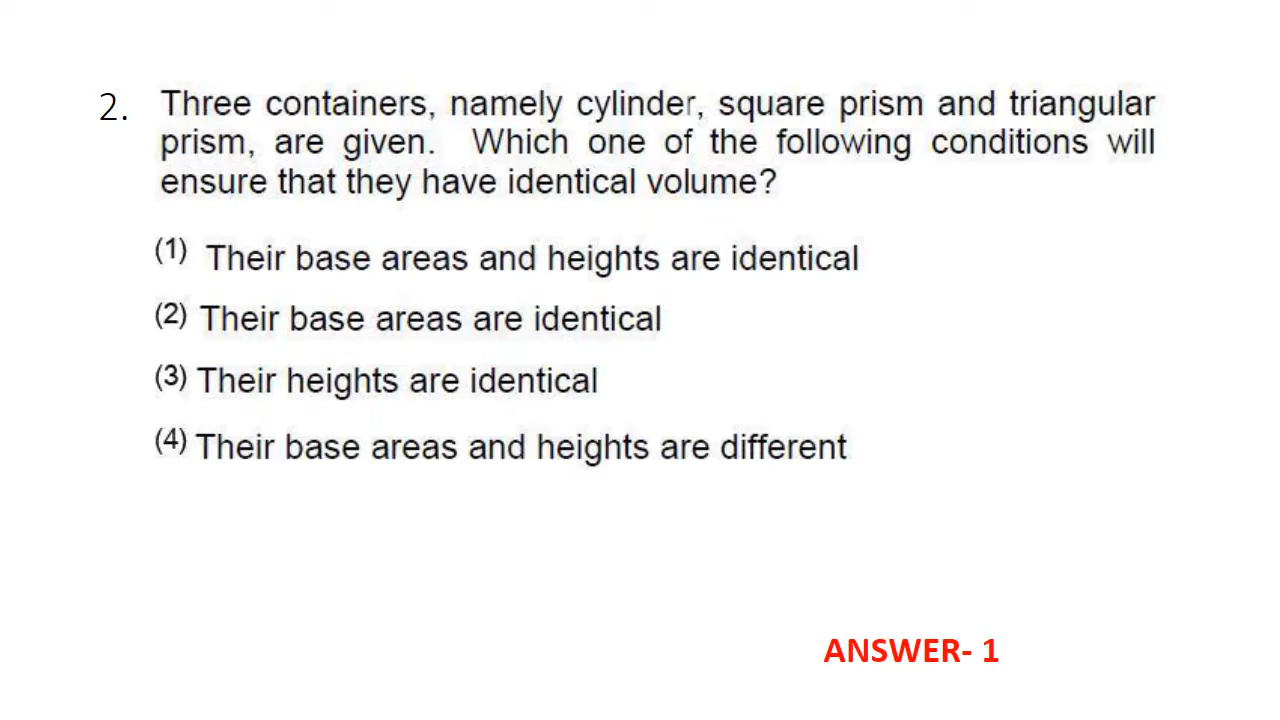 2. Three containers, namely cylinder, square prism and triangular
prism, are given. Which one of the following conditions will
ensure that they have identical volume?
(1) Their base areas and heights are identical
(2) Their base areas are identical
(3) Their heights are identical
(4) Their base areas and heights are different
ANSWER- 1